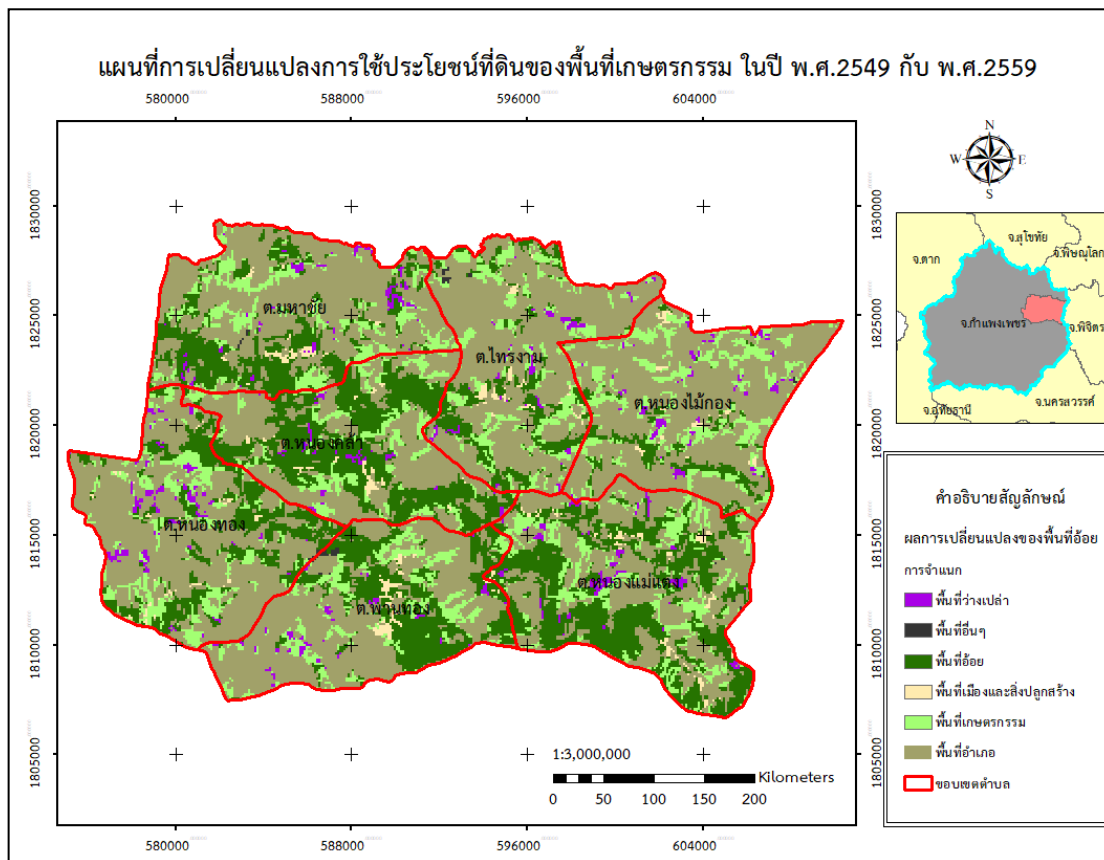 แผนที่การเปลี่ยนแปลงการใช้ประโยชน์ที่ดินของพื้นที่เกษตรกรรม ในปี พ.ศ.2549 กับ พ.ศ.2559
580000 588000 596000 604000
1830000 1830000
1825000 1825000
1820000 1820000
1815000 1815000
1810000 1810000
1805000 1805000
ต.มหาชัย
ต.ไทรงาม
ต.หนองไม้กอง
ต.หนองคล้า
ต.หนองทอง
ต.หนองแม่แตง
ต.พานทอง
1:3,000,000
Kilometers
0 25 50 100 150 200
580000 588000 596000 604000
N
W E
S
จ.สุโขทัย
จ.ตาก
จ.พิษณุโลก
จ.กำแพงเพชร
จ.พิจิตร
จ.นครสวรรค์
จ.อุทัยธานี
คำอธิบายสัญลักษณ์
ผลการเปลี่ยนแปลงของพื้นที่อ้อย
การจำแนก
พื้นที่ว่างเปล่า
พื้นที่อื่นๆ
พื้นที่อ้อย
พื้นที่เมืองและสิ่งปลูกสร้าง
พื้นที่เกษตรกรรม
พื้นที่อำเภอ
ขอบเขตตำบล